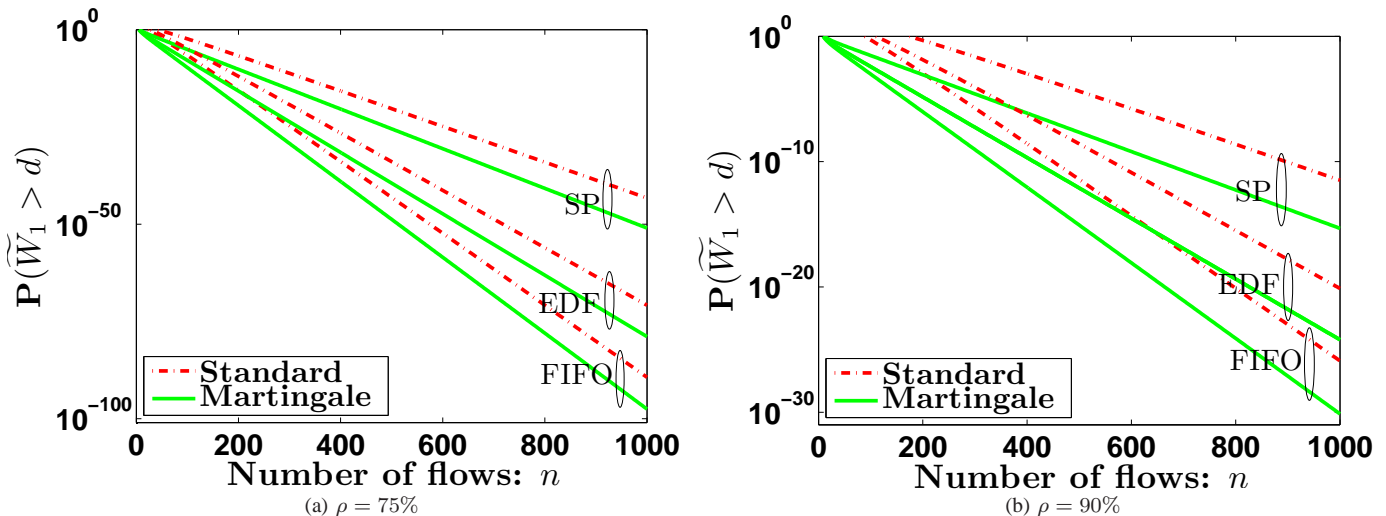 10^0
10^−50
10^−100
P(W̃_1 > d)
SP
EDF
FIFO
Standard
Martingale
0 200 400 600 800 1000
Number of flows: n
(a) ρ = 75%
10^0
10^−10
10^−20
10^−30
P(W̃_1 > d)
SP
EDF
FIFO
Standard
Martingale
0 200 400 600 800 1000
Number of flows: n
(b) ρ = 90%